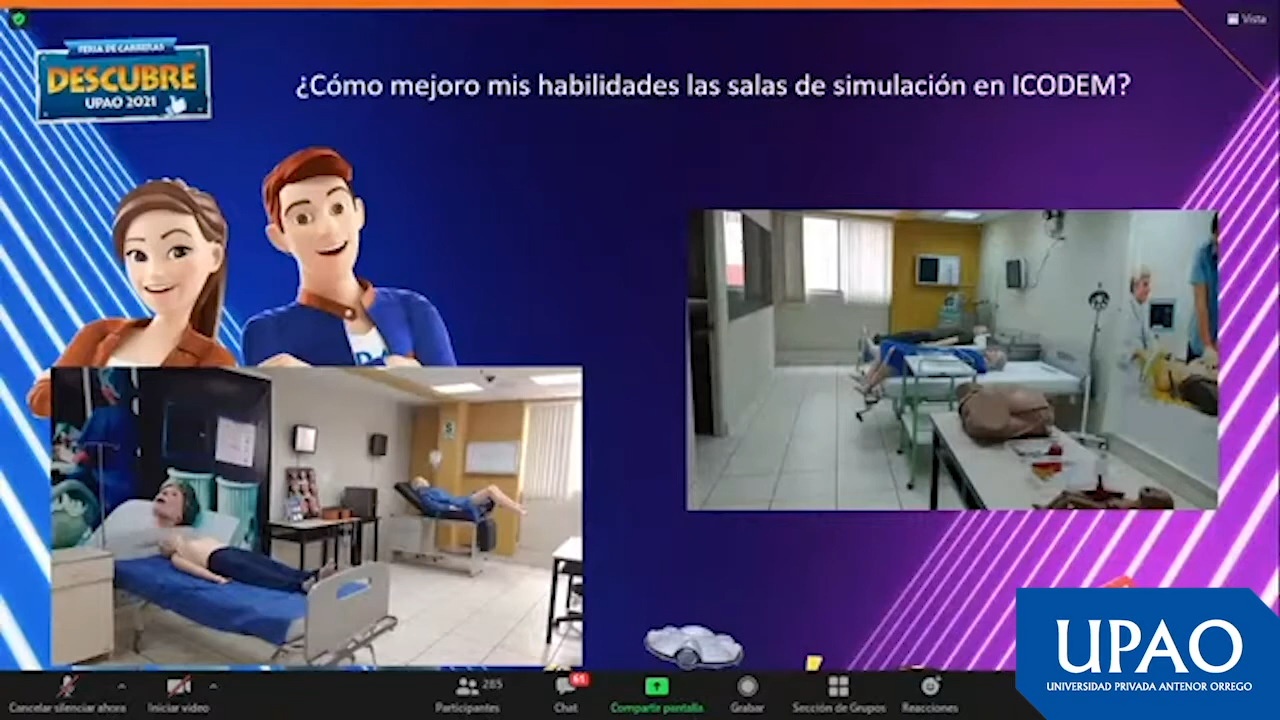 Vista
FERIA DE CARRERAS
DESCUBRE
UPAO 2021
¿Cómo mejoro mis habilidades las salas de simulación en ICODEM?
UPAO
UNIVERSIDAD PRIVADA ANTENOR ORREGO
Cancelar silenciar ahora
Iniciar video
285
Participantes
61
Chat
Compartir pantalla
Grabar
Sección de Grupos
Reacciones